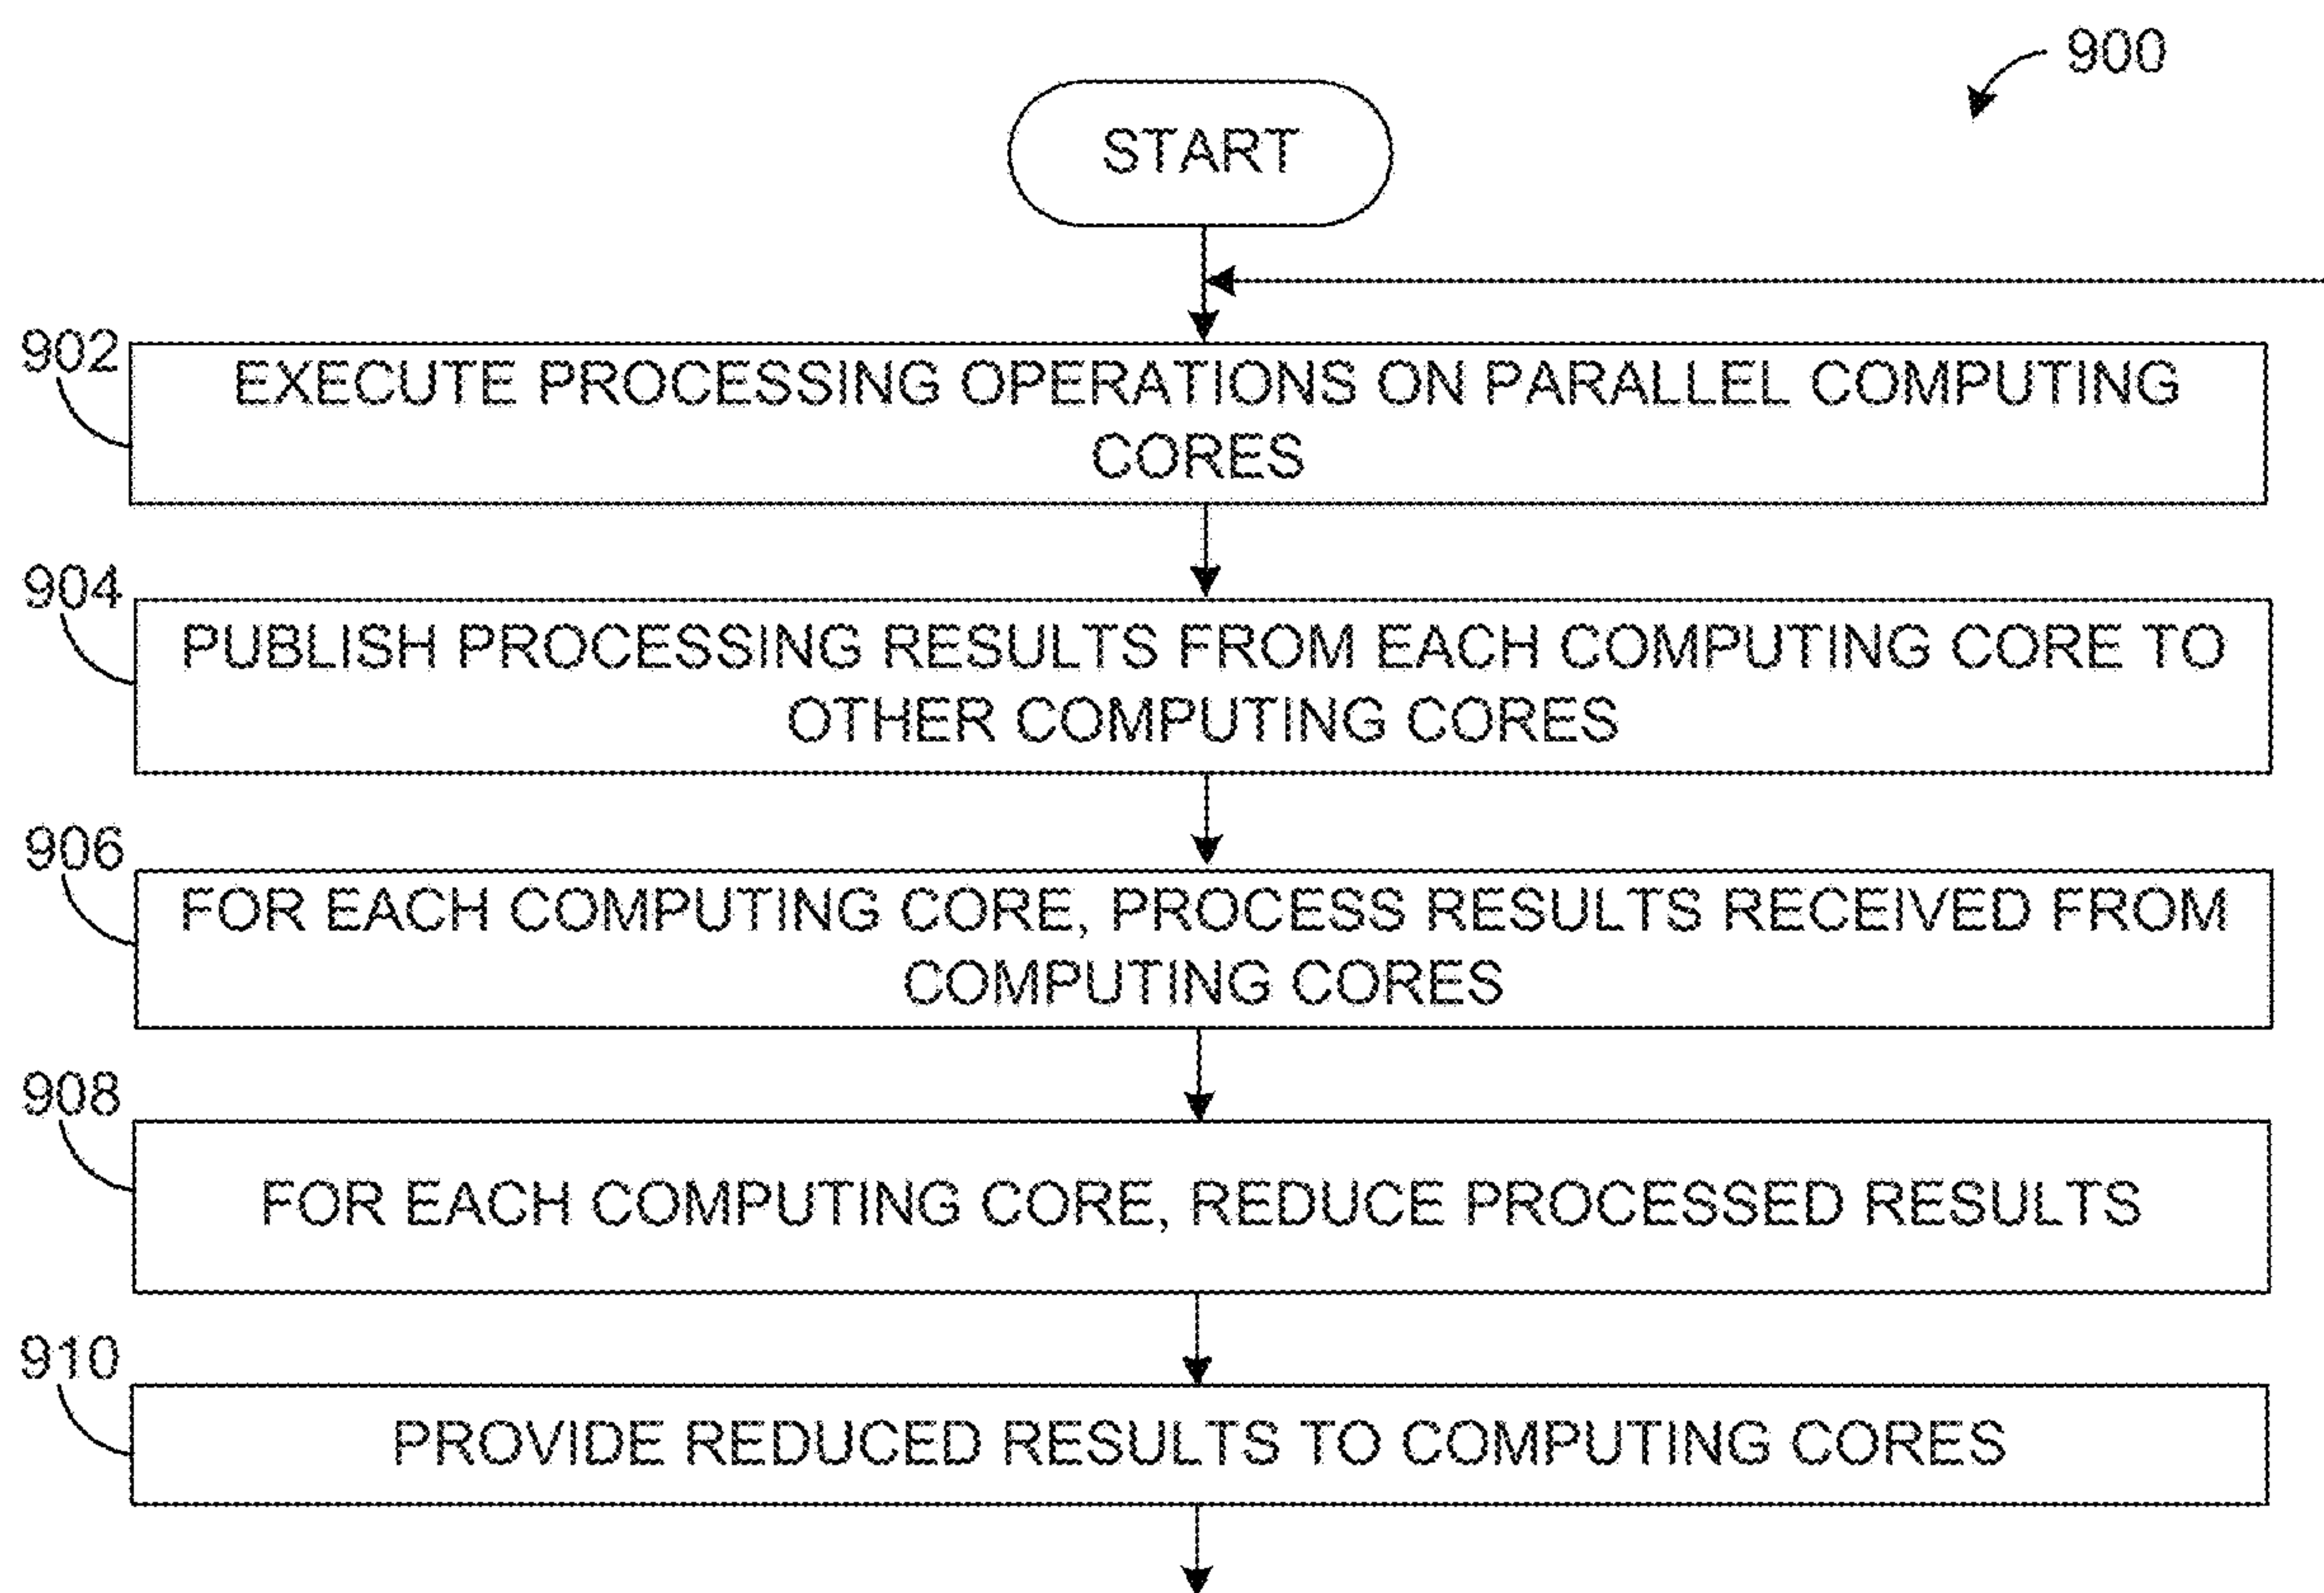 900
START
902
EXECUTE PROCESSING OPERATIONS ON PARALLEL COMPUTING
CORES
904
PUBLISH PROCESSING RESULTS FROM EACH COMPUTING CORE TO
OTHER COMPUTING CORES
906
FOR EACH COMPUTING CORE, PROCESS RESULTS RECEIVED FROM
COMPUTING CORES
908
FOR EACH COMPUTING CORE, REDUCE PROCESSED RESULTS
910
PROVIDE REDUCED RESULTS TO COMPUTING CORES